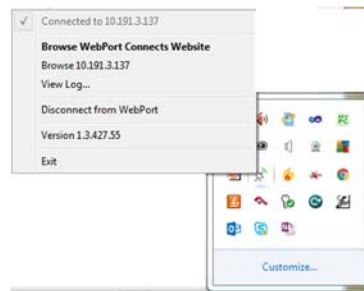 Connected to 10.191.3.137
Browse WebPort Connects Website
Browse 10.191.3.137
View Log...
Disconnect from WebPort
Version 1.3.427.55
Exit
Customize...